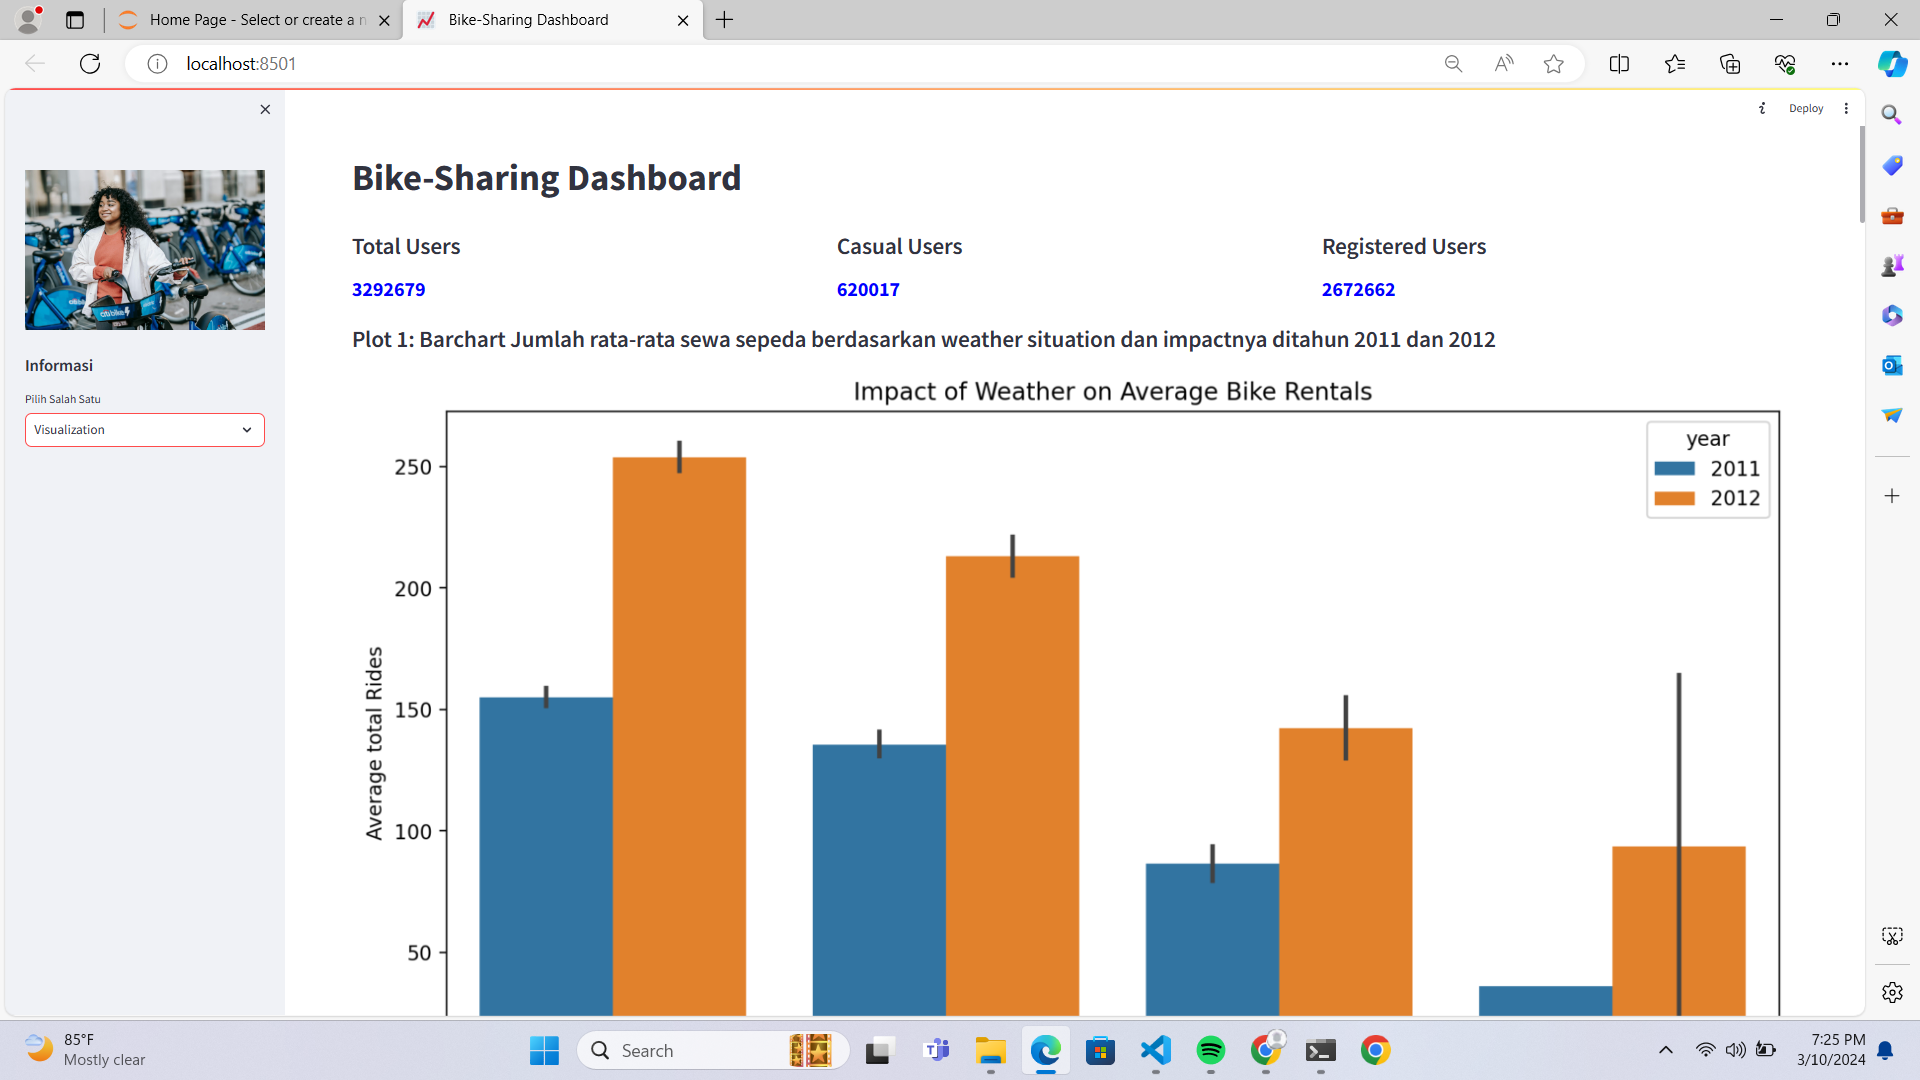 Home Page - Select or create a n
Bike-Sharing Dashboard
localhost:8501
Deploy
Bike-Sharing Dashboard
Total Users
Casual Users
Registered Users
3292679
620017
2672662
Plot 1: Barchart Jumlah rata-rata sewa sepeda berdasarkan weather situation dan impactnya ditahun 2011 dan 2012
citibike
Informasi
Pilih Salah Satu
Visualization
Impact of Weather on Average Bike Rentals
year
2011
2012
250
200
150
100
50
Average total Rides
85°F
Mostly clear
Search
7:25 PM
3/10/2024